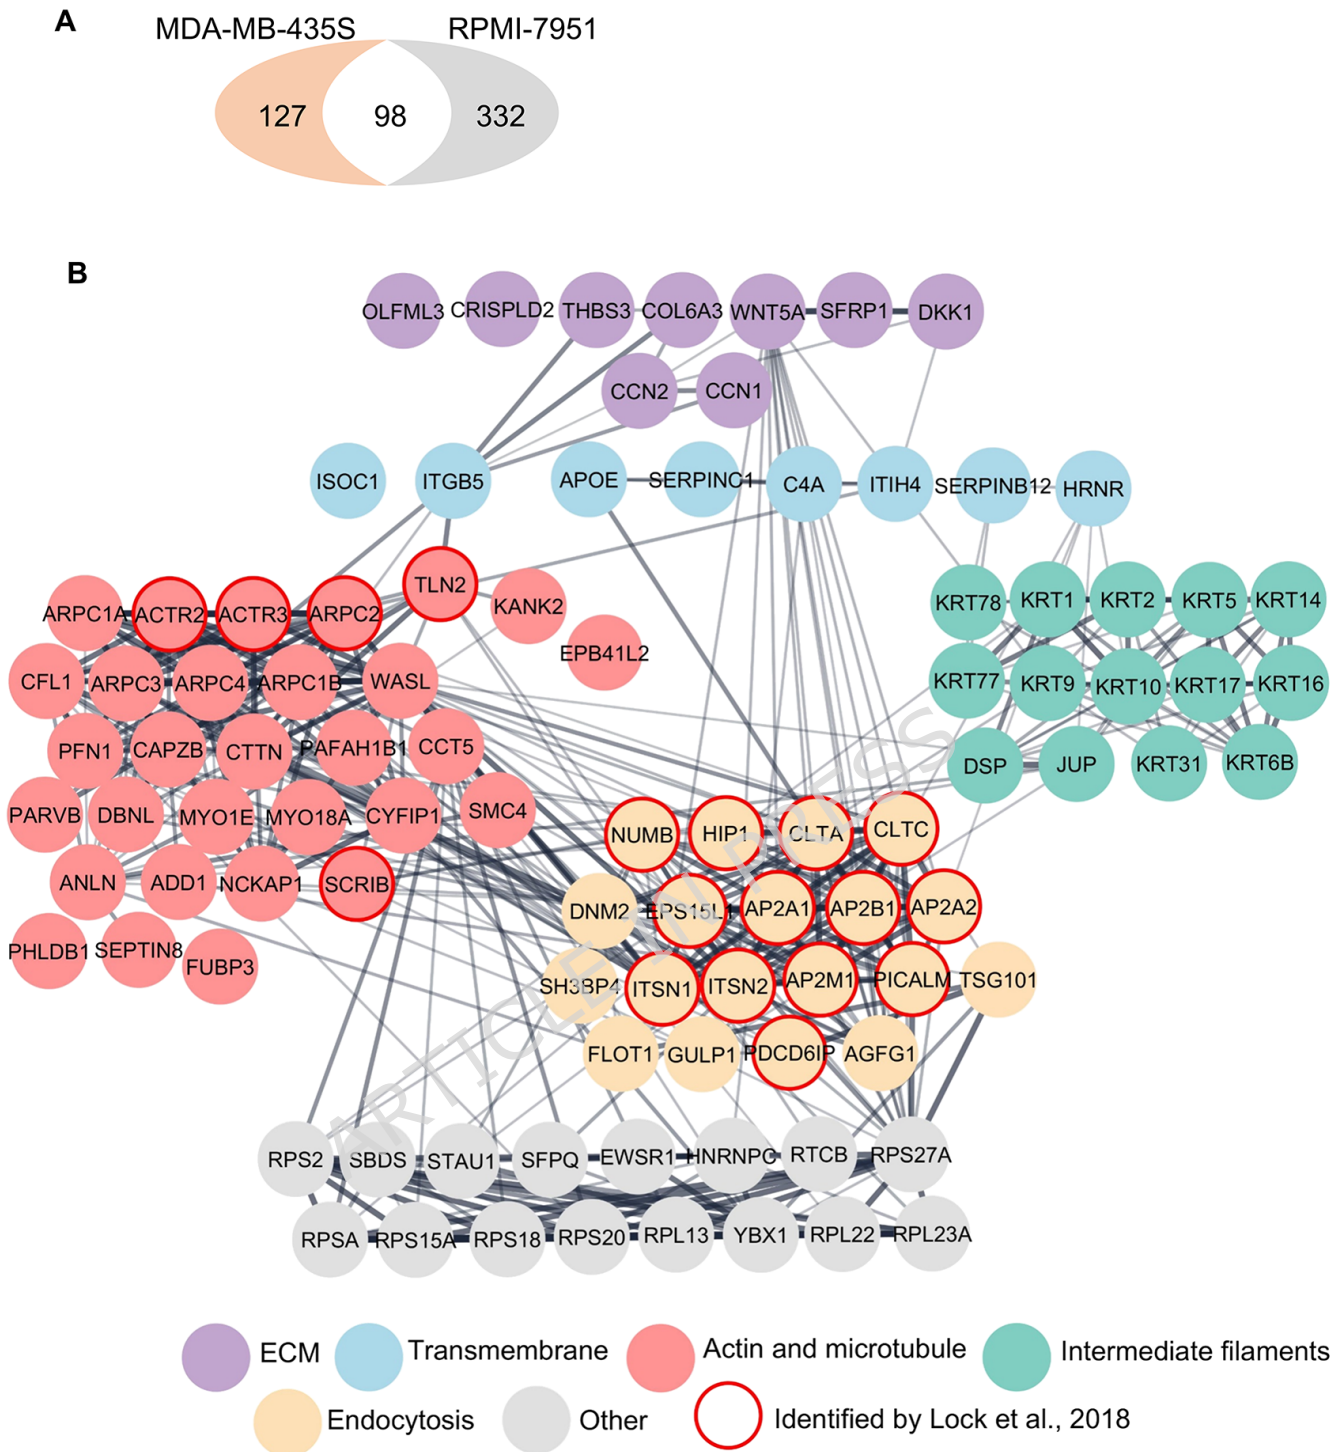 A
MDA-MB-435S RPMI-7951
127 98 332
B
OLFML3 CRISPLD2 THBS3 COL6A3 WNT5A SFRP1 DKK1
CCN2 CCN1
ISOC1 ITGB5 APOE SERPINC1 C4A ITIH4 SERPINB12 HRNR
TLN2
KANK2
ARPC1A ACTR2 ACTR3 ARPC2
EPB41L2
KRT78 KRT1 KRT2 KRT5 KRT14
CFL1 ARPC3 ARPC4 ARPC1B WASL
KRT77 KRT9 KRT10 KRT17 KRT16
PFN1 CAPZB CTTN PAFAH1B1 CCT5
DSP JUP KRT31 KRT6B
PARVB DBNL MYO1E MYO18A CYFIP1 SMC4
NUMB HIP1 CLTA CLTC
ANLN ADD1 NCKAP1 SCRIB
DNM2 EPS15L1 AP2A1 AP2B1 AP2A2
PHLDB1 SEPTIN8 FUBP3
SH3BP4 ITSN1 ITSN2 AP2M1 PICALM TSG101
FLOT1 GULP1 PDCD6IP AGFG1
ARTICLE IN PRESS
RPS2 SBDS STAU1 SFPQ EWSR1 HNRNPC RTCB RPS27A
RPSA RPS15A RPS18 RPS20 RPL13 YBX1 RPL22 RPL23A
ECM Transmembrane Actin and microtubule Intermediate filaments
Endocytosis Other Identified by Lock et al., 2018